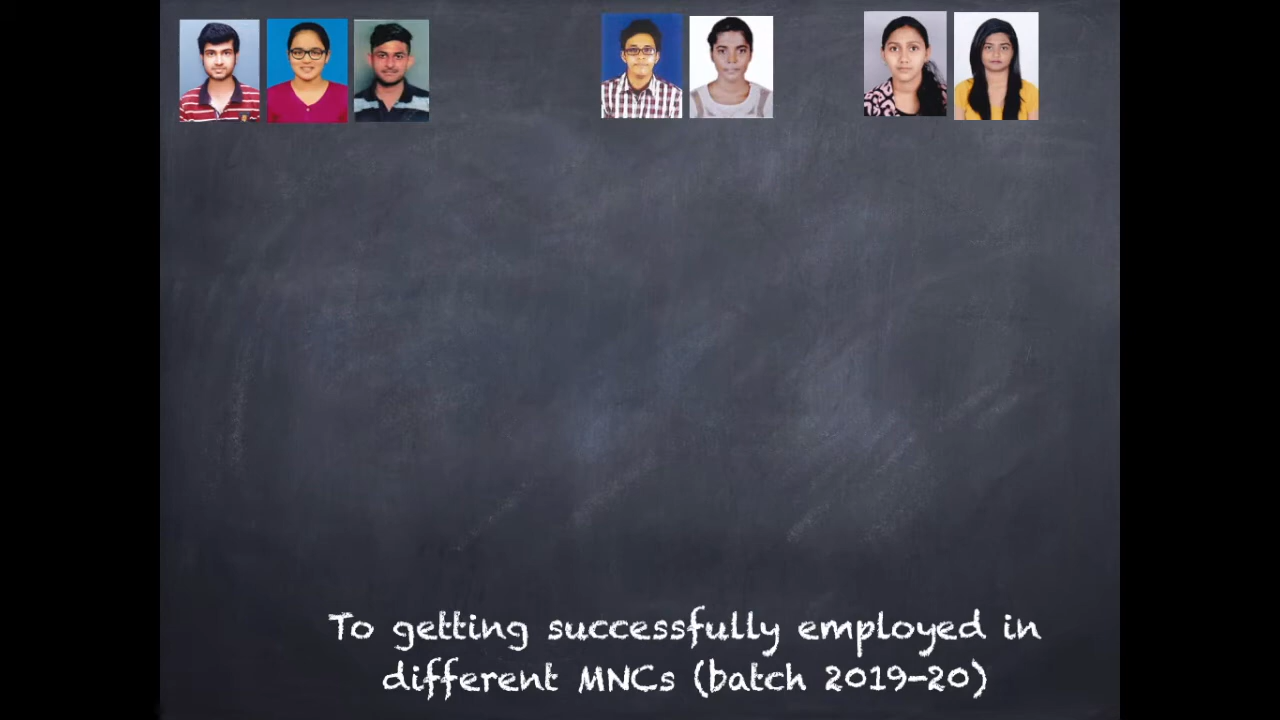 To getting successfully employed in
different MNCs (batch 2019-20)